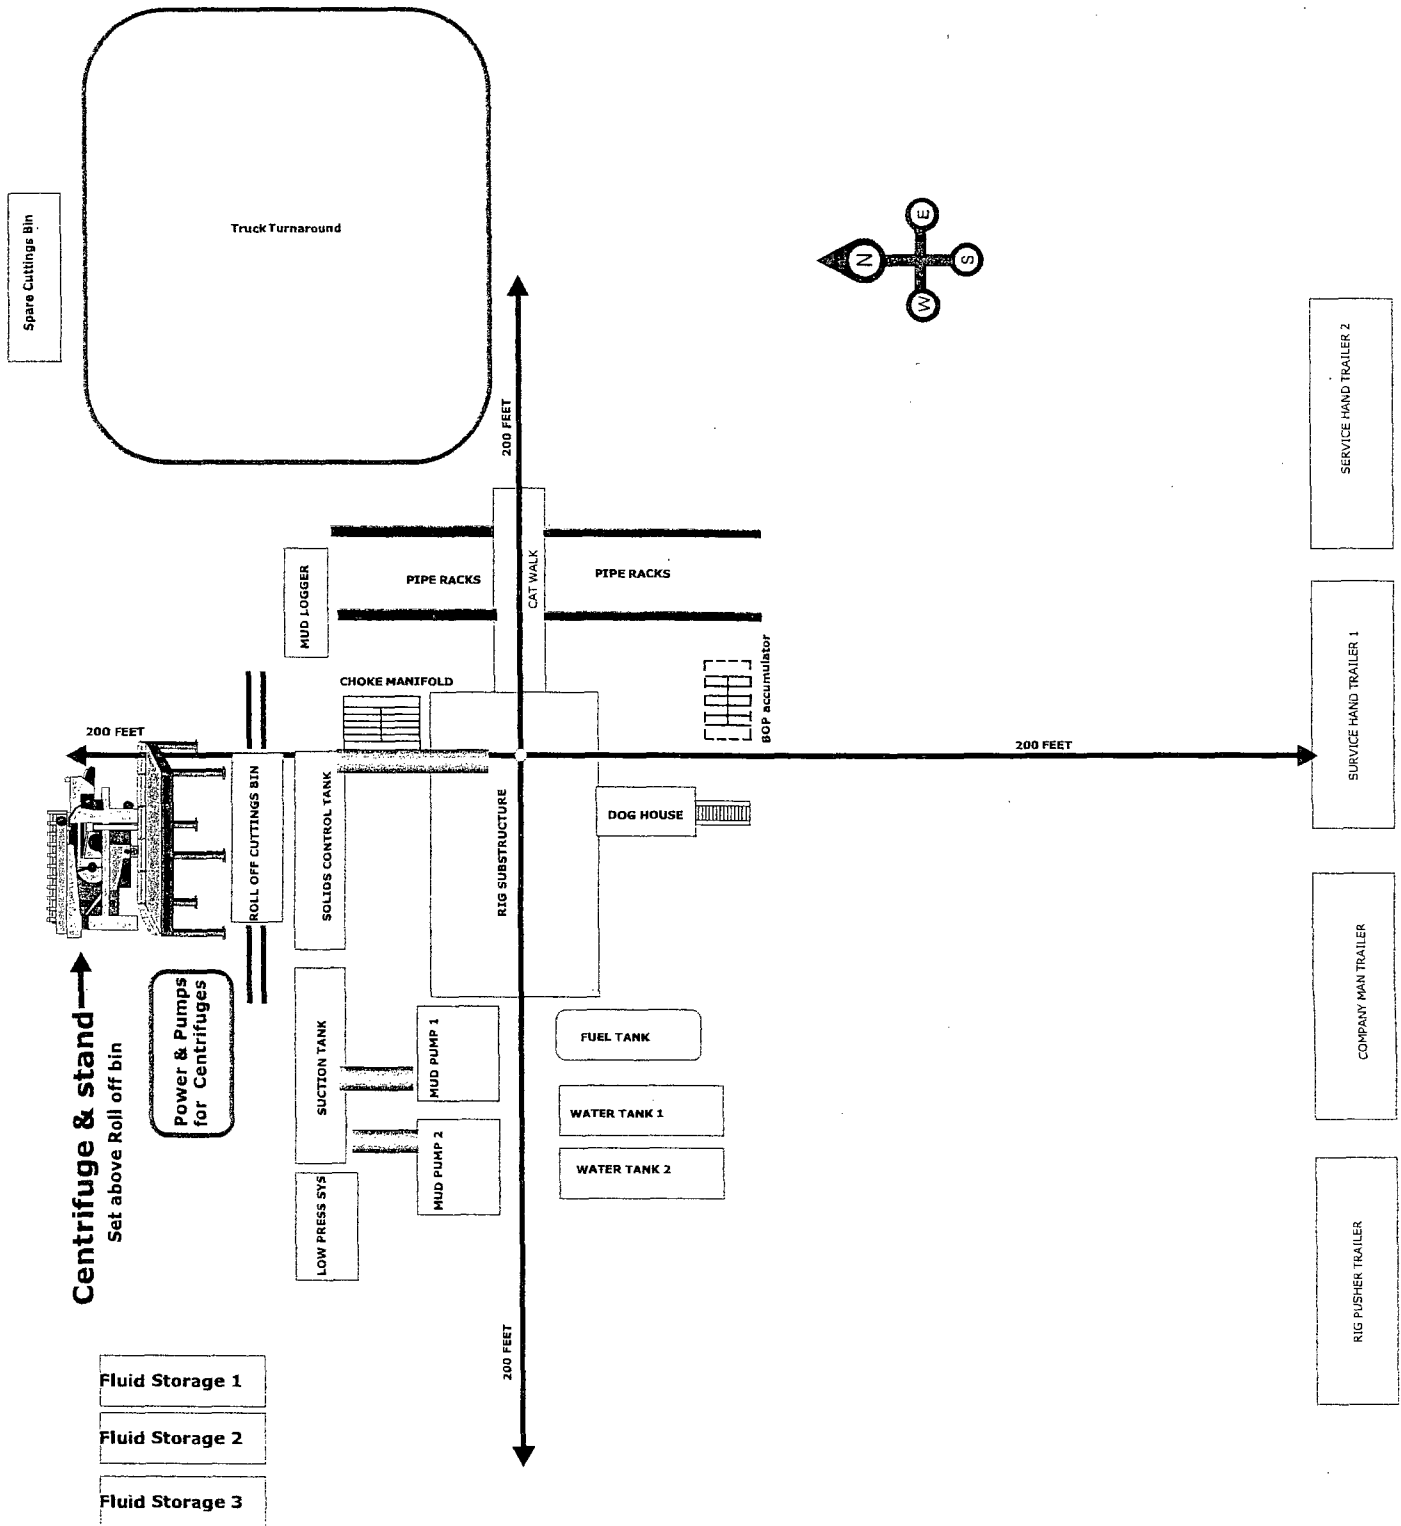 Spare Cuttings Bin
Truck Turnaround
N
E
S
W
200 FEET
SERVICE HAND TRAILER 2
MUD LOGGER
PIPE RACKS
CAT WALK
PIPE RACKS
SURVICE HAND TRAILER 1
CHOKE MANIFOLD
BOP accumulator
200 FEET
200 FEET
ROLL OFF CUTTINGS BIN
SOLIDS CONTROL TANK
RIG SUBSTRUCTURE
DOG HOUSE
Centrifuge & stand
Set above Roll off bin
Power & Pumps
for Centrifuges
SUCTION TANK
MUD PUMP 1
FUEL TANK
COMPANY MAN TRAILER
WATER TANK 1
MUD PUMP 2
WATER TANK 2
LOW PRESS SYS
RIG PUSHER TRAILER
200 FEET
Fluid Storage 1
Fluid Storage 2
Fluid Storage 3